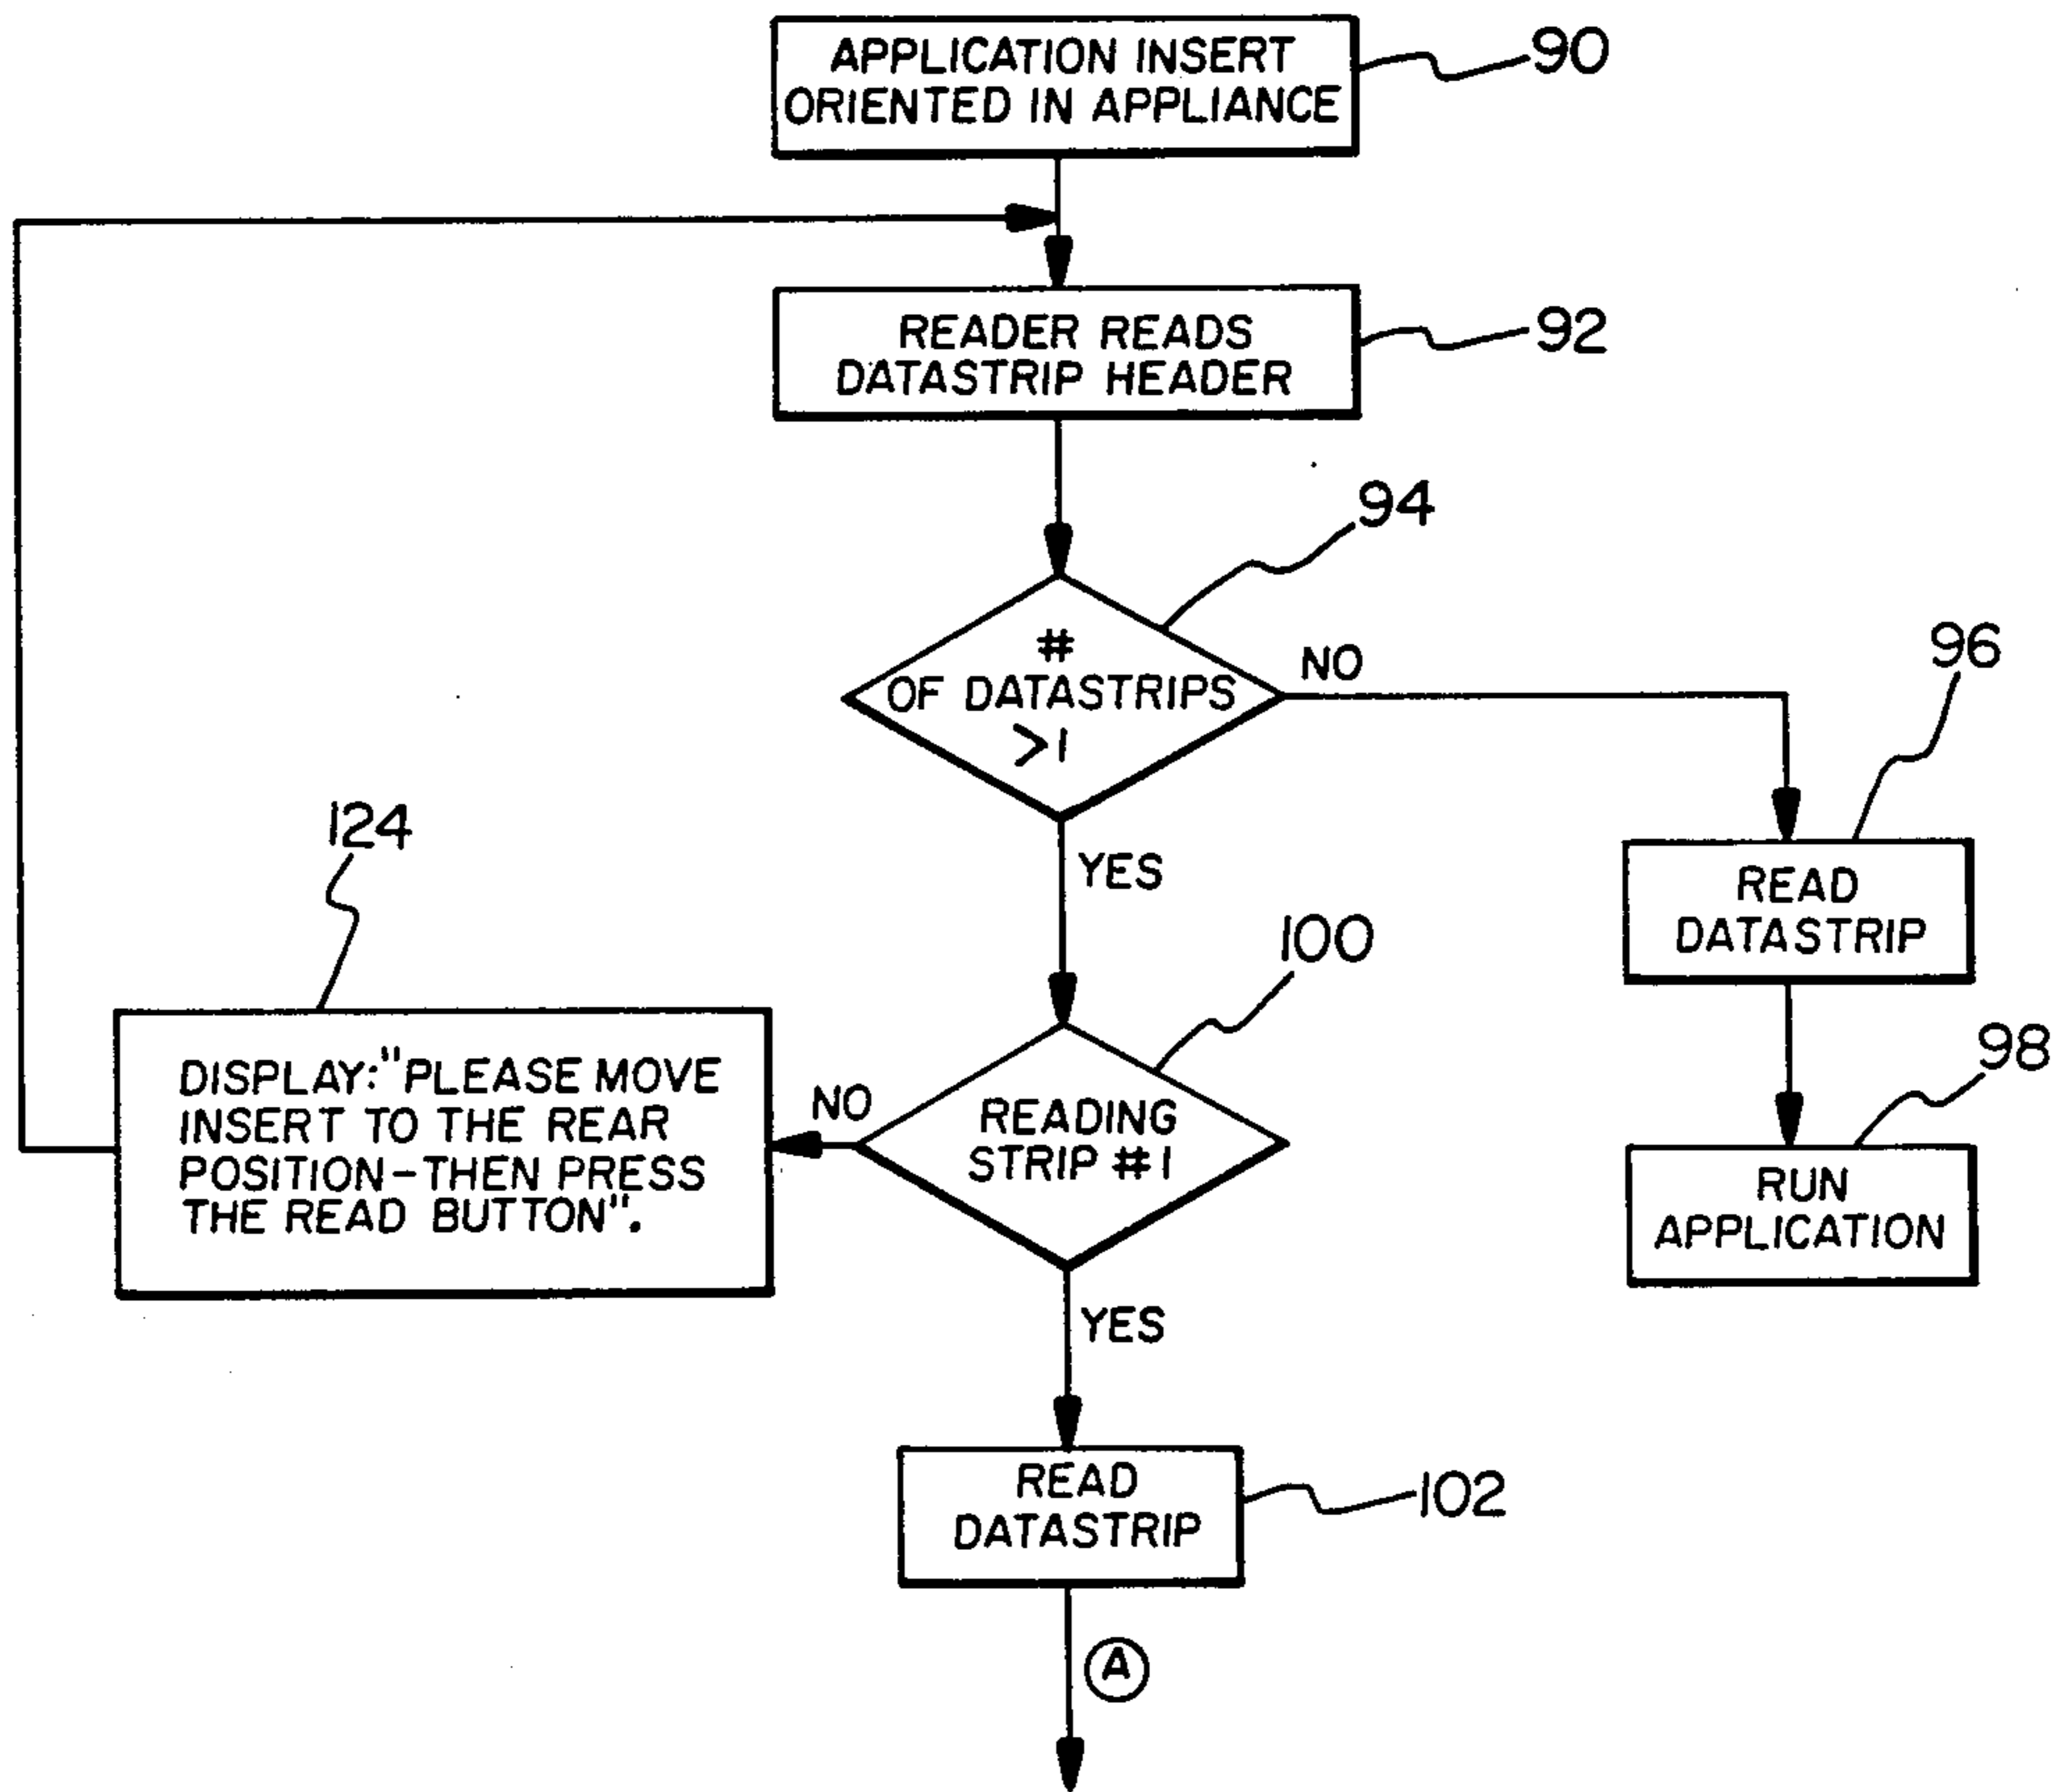 APPLICATION INSERT
ORIENTED IN APPLIANCE
90
READER READS
DATASTRIP HEADER
92
94
#
OF DATASTRIPS
>1
NO
96
YES
READ
DATASTRIP
124
100
98
DISPLAY:"PLEASE MOVE
INSERT TO THE REAR
POSITION-THEN PRESS
THE READ BUTTON".
NO
READING
STRIP #1
RUN
APPLICATION
YES
READ
DATASTRIP
102
A